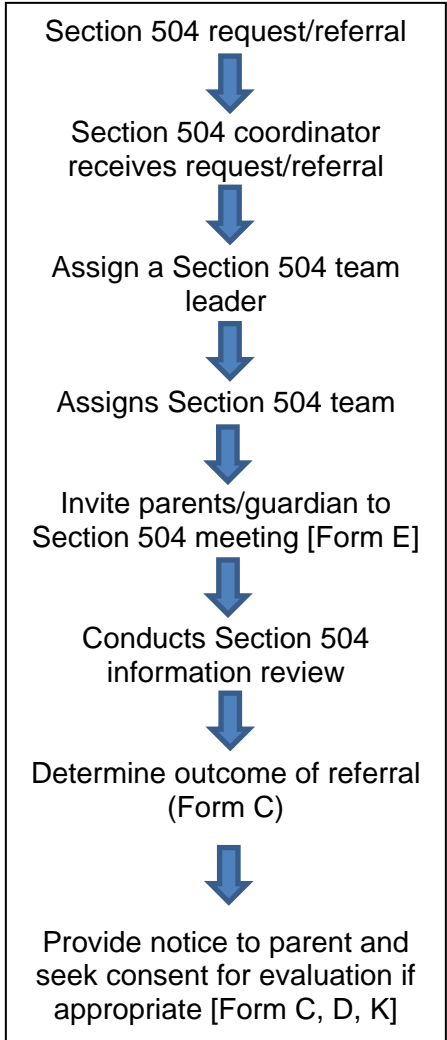 Section 504 request/referral
Section 504 coordinator
receives request/referral
Assign a Section 504 team
leader
Assigns Section 504 team
Invite parents/guardian to
Section 504 meeting [Form E]
Conducts Section 504
information review
Determine outcome of referral
(Form C)
Provide notice to parent and
seek consent for evaluation if
appropriate [Form C, D, K]